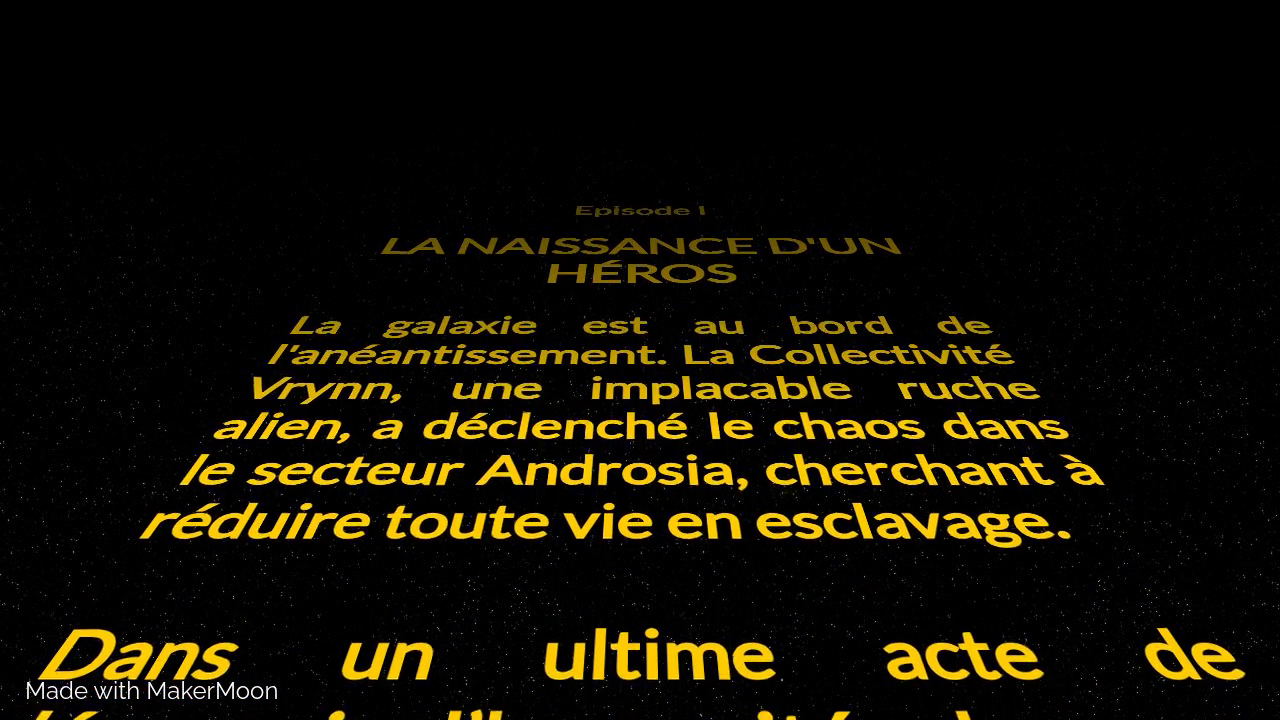 Episode I
LA NAISSANCE D'UN
HÉROS
La galaxie est au bord de
l'anéantissement. La Collectivité
Vrynn, une implacable ruche
alien, a déclenché le chaos dans
le secteur Androsia, cherchant à
réduire toute vie en esclavage.
Dans un ultime acte de
Made with MakerMoon